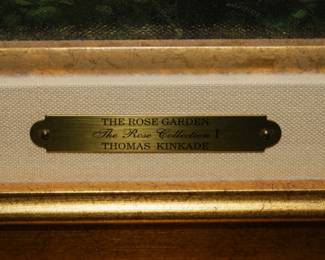 THE ROSE GARDEN
The Rose Collection I
THOMAS KINKADE